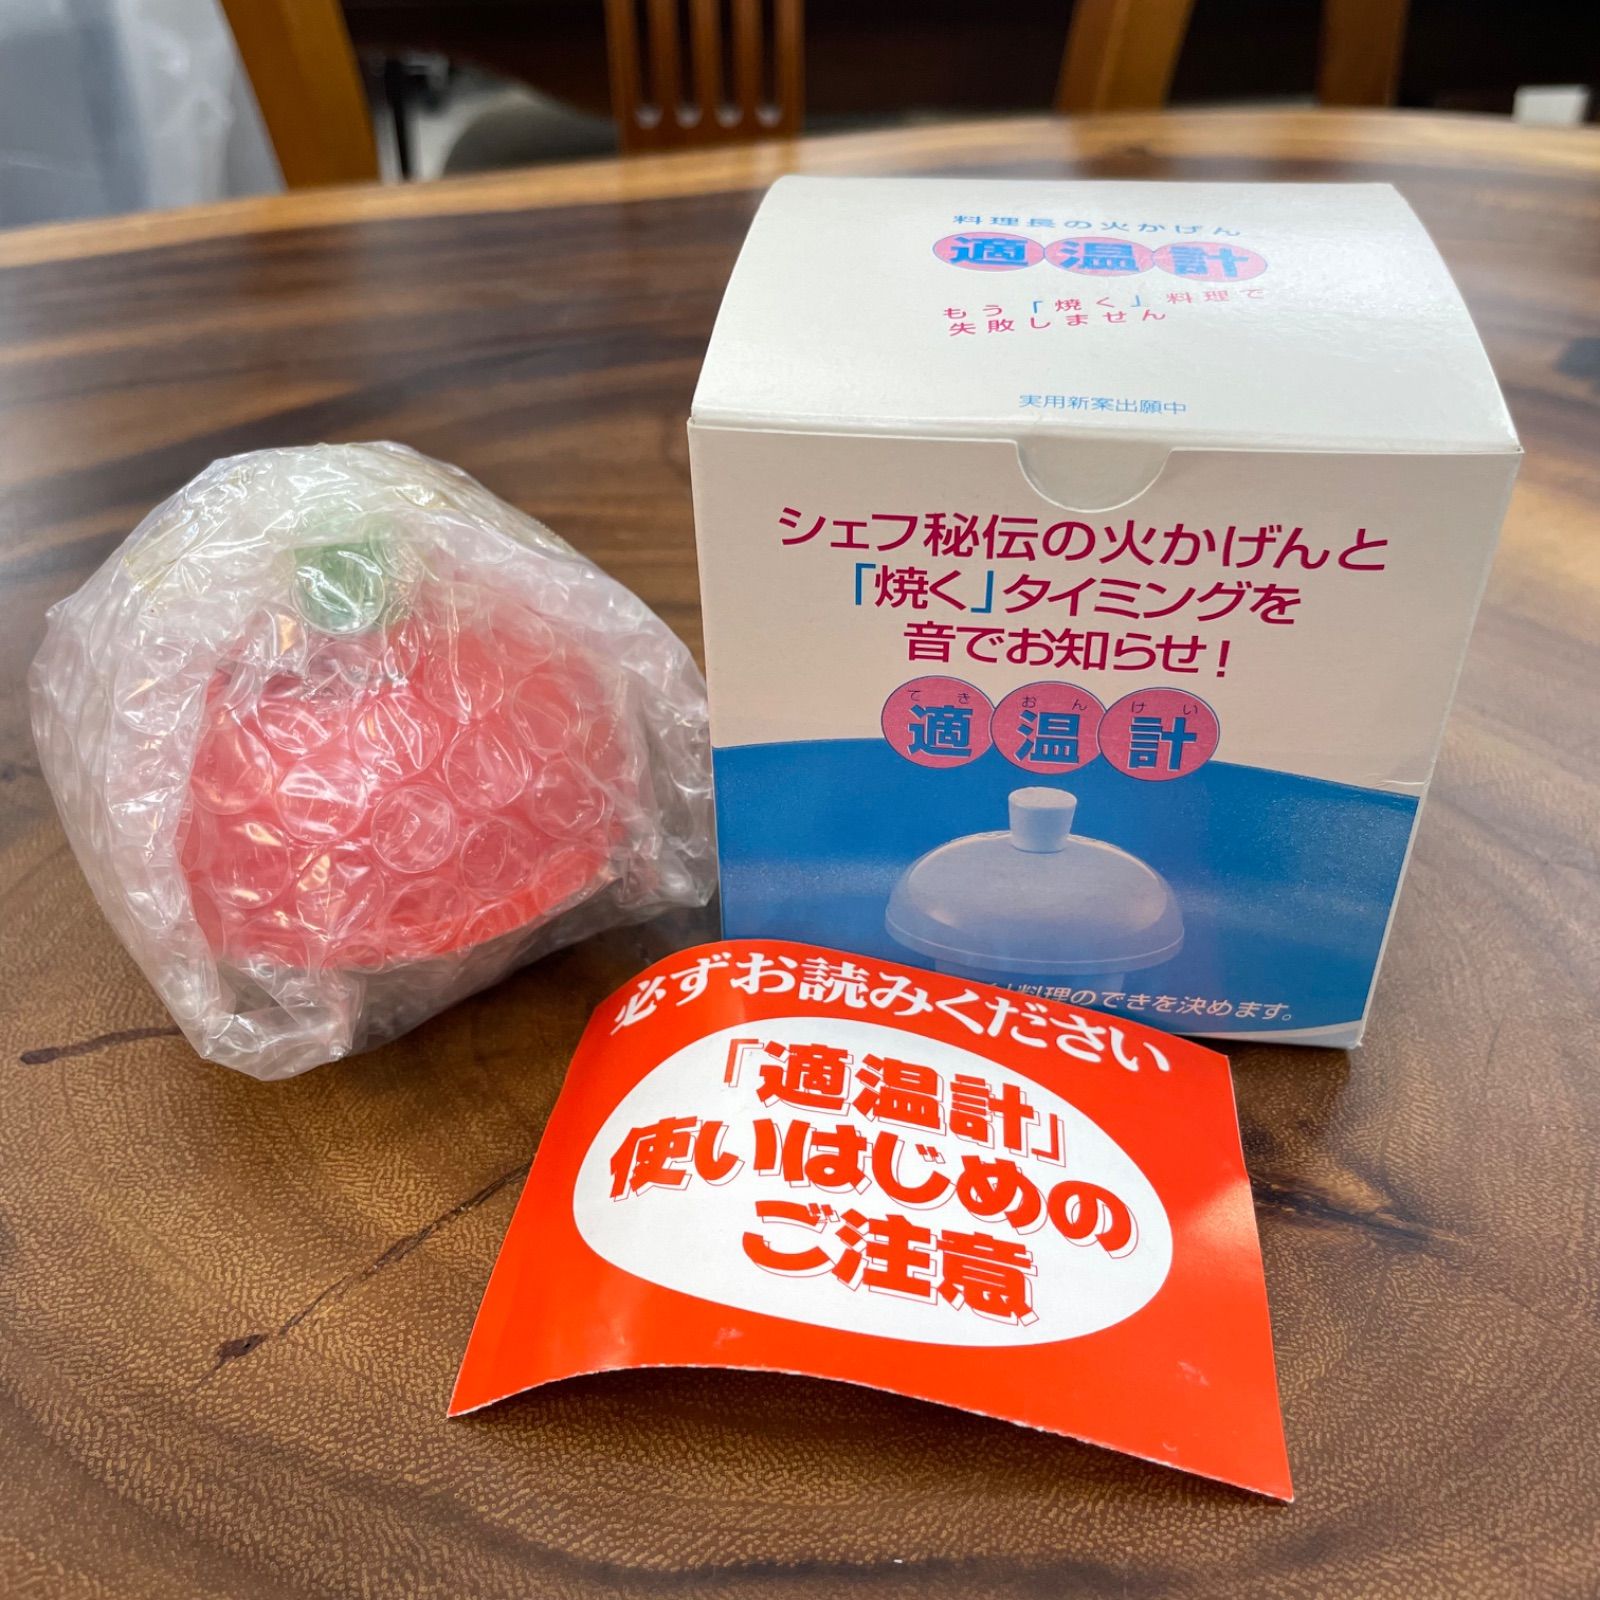 料理長の火かげん
適温計
もう「焼く」料理で
失敗しません
実用新案出願中
シェフ秘伝の火かげんと
「焼く」タイミングを
音でお知らせ!
てき おん けい
適温計
料理のできを決めます。
必ずお読みください
「適温計」
使いはじめの
ご注意